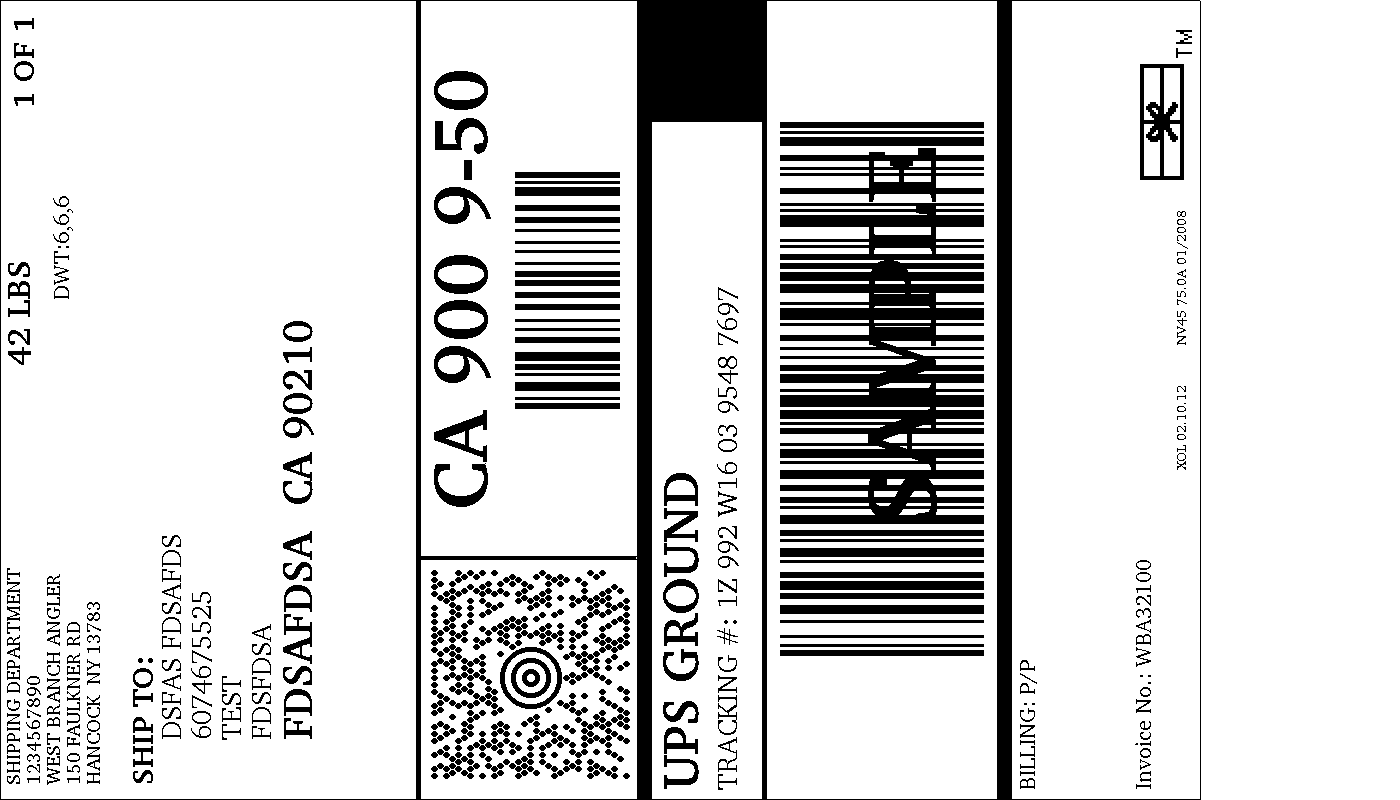 SHIPPING DEPARTMENT
1234567890
WEST BRANCH ANGLER
150 FAULKNER RD
HANCOCK NY 13783
42 LBS
1 OF 1
DWT:6,6,6
SHIP TO:
DSFAS FDSAFDS
6074675525
TEST
FDSFDSA
FDSAFDSA CA 90210
CA 900 9-50
UPS GROUND
TRACKING #: 1Z 992 W16 03 9548 7697
SAMPLE
BILLING: P/P
Invoice No.: WBA32100
XOL 02.10.12 NV45 75.0A 01/2008
TM